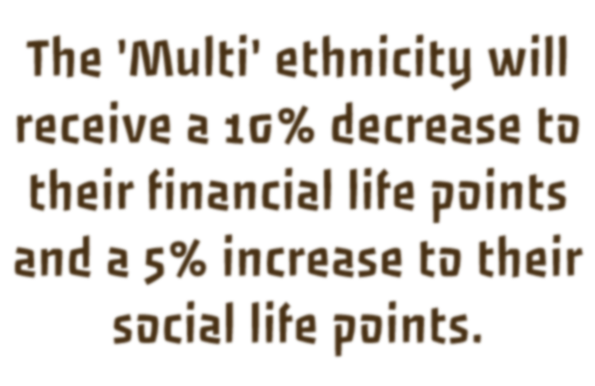 The 'Multi' ethnicity will
receive a 10% decrease to
their financial life points
and a 5% increase to their
social life points.